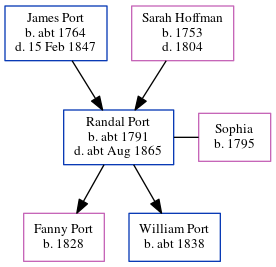 James Port
b. abt 1764
d. 15 Feb 1847
Sarah Hoffman
b. 1753
d. 1804
Randal Port
b. abt 1791
d. abt Aug 1865
Sophia
b. 1795
Fanny Port
b. 1828
William Port
b. abt 1838